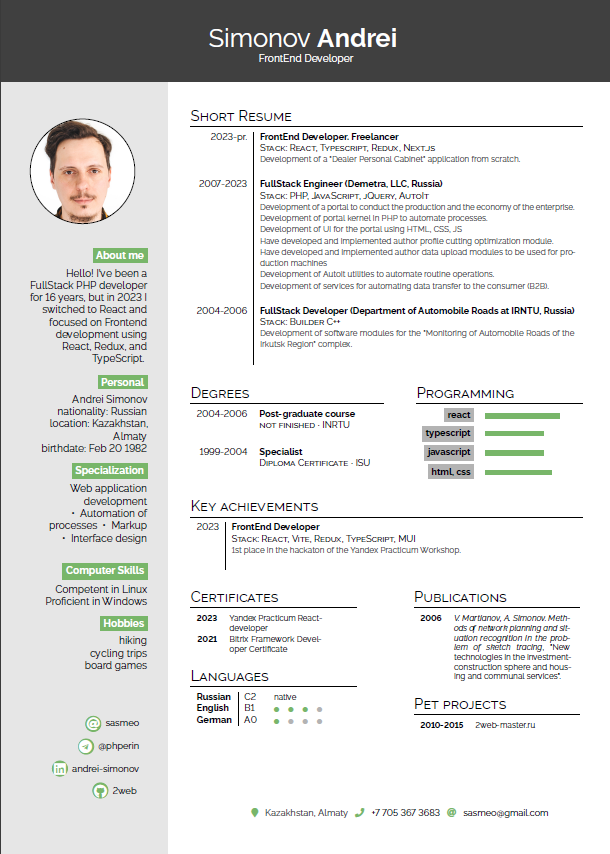 Simonov Andrei
FrontEnd Developer
About me
Hello! I've been a
FullStack PHP developer
for 16 years, but in 2023 I
switched to React and
focused on Frontend
development using
React, Redux, and
TypeScript.
Personal
Andrei Simonov
nationality: Russian
location: Kazakhstan,
Almaty
birthdate: Feb 20 1982
Specialization
Web application
development
• Automation of
processes • Markup
• Interface design
Computer Skills
Competent in Linux
Proficient in Windows
Hobbies
hiking
cycling trips
board games
sasmeo
@phperin
andrei-simonov
2web
Short Resume
2023-pr. FrontEnd Developer. Freelancer
Stack: React, Typescript, Redux, Next.js
Development of a "Dealer Personal Cabinet" application from scratch.
2007-2023 FullStack Engineer (Demetra, LLC, Russia)
Stack: PHP, JavaScript, jQuery, AutoIt
Development of a portal to conduct the production and the economy of the enterprise.
Development of portal kernel in PHP to automate processes.
Development of UI for the portal using HTML, CSS, JS
Have developed and implemented author profile cutting optimization module.
Have developed and implemented author data upload modules to be used for pro-
duction machines
Development of Autoit utilities to automate routine operations.
Development of services for automating data transfer to the consumer (B2B).
2004-2006 FullStack Developer (Department of Automobile Roads at IRNTU, Russia)
Stack: Builder C++
Development of software modules for the "Monitoring of Automobile Roads of the
Irkutsk Region" complex.
Degrees
2004-2006 Post-graduate course
not finished · INRTU
1999-2004 Specialist
Diploma Certificate · ISU
Programming
react
typescript
javascript
html, css
Key achievements
2023 FrontEnd Developer
Stack: React, Vite, Redux, TypeScript, MUI
1st place in the hackaton of the Yandex Practicum Workshop.
Certificates
2023 Yandex Practicum React-
developer
2021 Bitrix Framework Devel-
oper Certificate
Publications
2006 V. Martianov, A. Simonov. Meth-
ods of network planning and sit-
uation recognition in the prob-
lem of sketch tracing, "New
technologies in the investment-
construction sphere and hous-
ing and communal services".
Languages
Russian C2 native
English B1
German A0
Pet projects
2010-2015 2web-master.ru
Kazakhstan, Almaty +7 705 367 3683 sasmeo@gmail.com